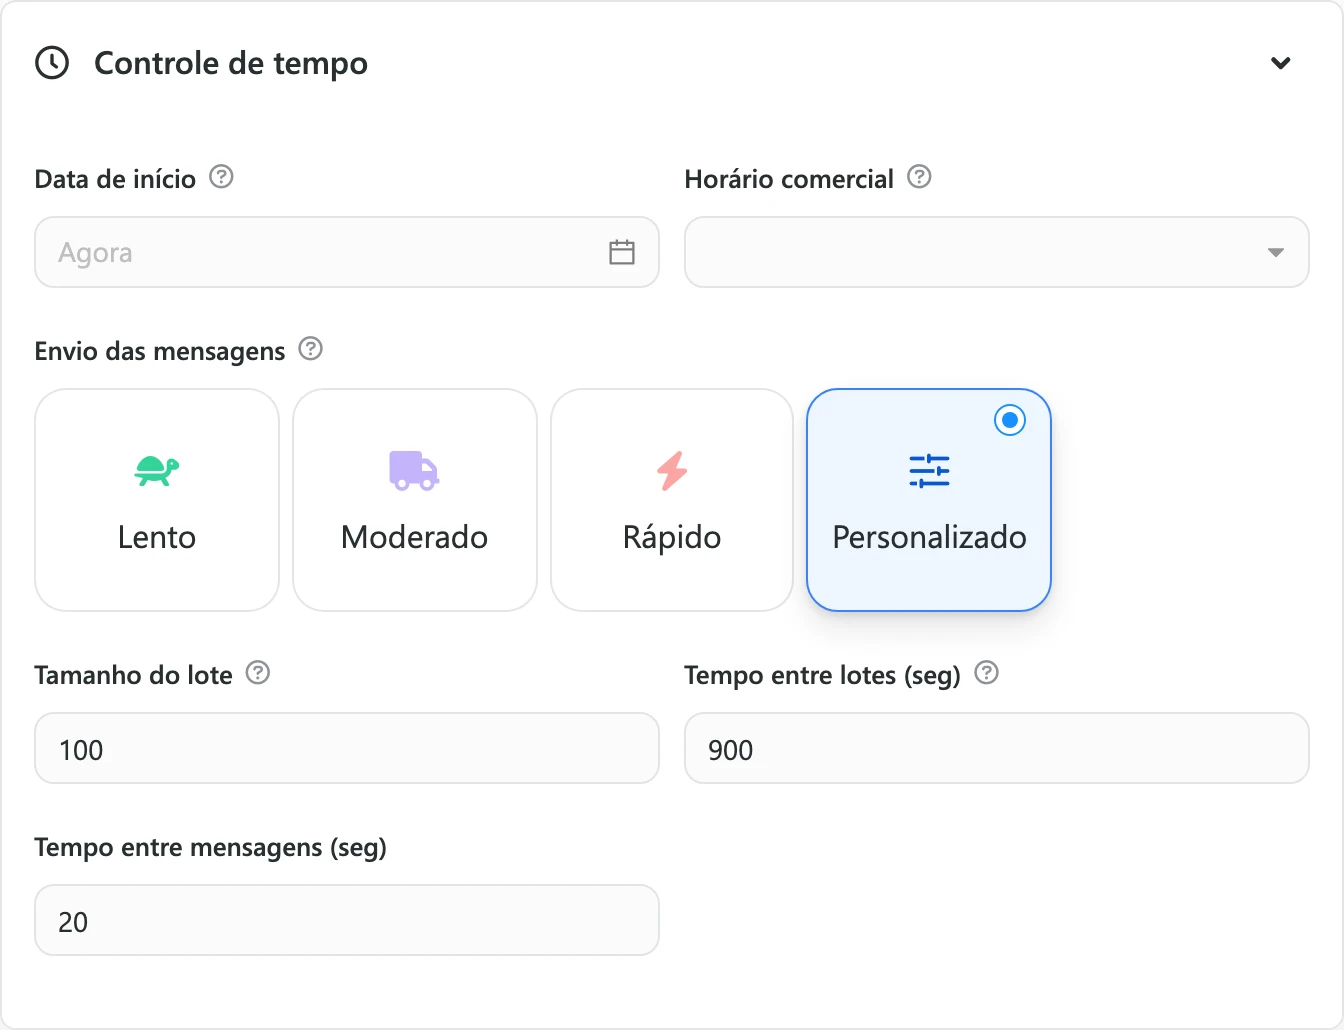 Controle de tempo
Data de início
Horário comercial
Agora
Envio das mensagens
Lento
Moderado
Rápido
Personalizado
Tamanho do lote
Tempo entre lotes (seg)
100
900
Tempo entre mensagens (seg)
20